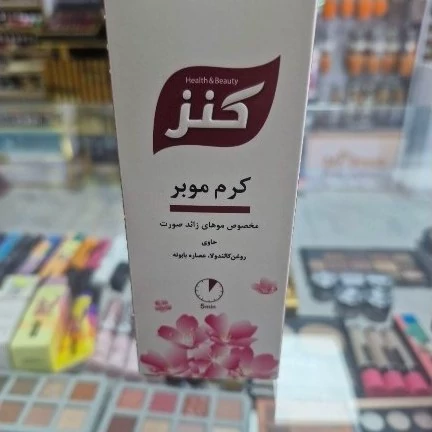 Health & Beauty
کنز
کرم موبر
مخصوص موهای زائد صورت
حاوی
روغن کالندولا، عصاره بابونه
5min